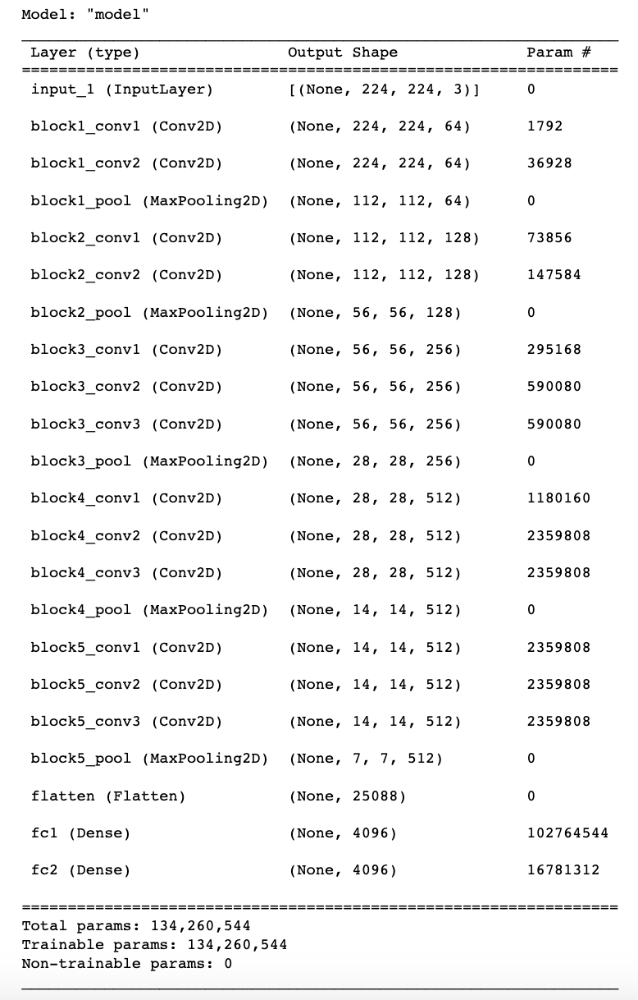 Model: "model"
Layer (type) Output Shape Param #
input_1 (InputLayer) [(None, 224, 224, 3)] 0
block1_conv1 (Conv2D) (None, 224, 224, 64) 1792
block1_conv2 (Conv2D) (None, 224, 224, 64) 36928
block1_pool (MaxPooling2D) (None, 112, 112, 64) 0
block2_conv1 (Conv2D) (None, 112, 112, 128) 73856
block2_conv2 (Conv2D) (None, 112, 112, 128) 147584
block2_pool (MaxPooling2D) (None, 56, 56, 128) 0
block3_conv1 (Conv2D) (None, 56, 56, 256) 295168
block3_conv2 (Conv2D) (None, 56, 56, 256) 590080
block3_conv3 (Conv2D) (None, 56, 56, 256) 590080
block3_pool (MaxPooling2D) (None, 28, 28, 256) 0
block4_conv1 (Conv2D) (None, 28, 28, 512) 1180160
block4_conv2 (Conv2D) (None, 28, 28, 512) 2359808
block4_conv3 (Conv2D) (None, 28, 28, 512) 2359808
block4_pool (MaxPooling2D) (None, 14, 14, 512) 0
block5_conv1 (Conv2D) (None, 14, 14, 512) 2359808
block5_conv2 (Conv2D) (None, 14, 14, 512) 2359808
block5_conv3 (Conv2D) (None, 14, 14, 512) 2359808
block5_pool (MaxPooling2D) (None, 7, 7, 512) 0
flatten (Flatten) (None, 25088) 0
fc1 (Dense) (None, 4096) 102764544
fc2 (Dense) (None, 4096) 16781312
Total params: 134,260,544
Trainable params: 134,260,544
Non-trainable params: 0